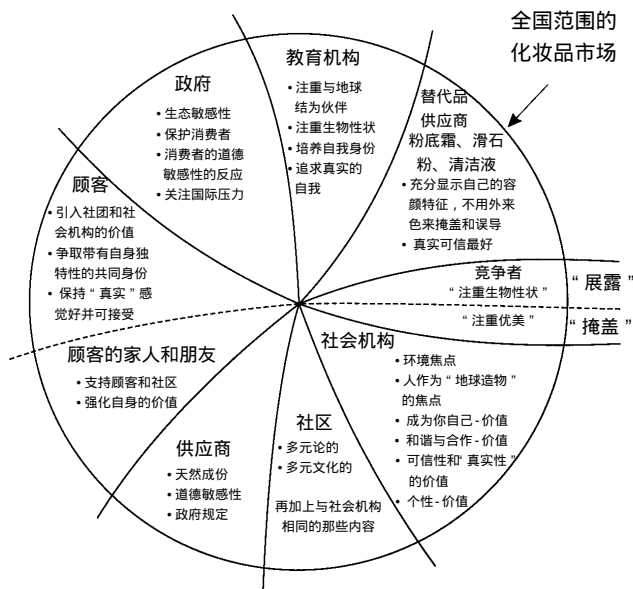 全国范围的
化妆品市场
教育机构
• 注重与地球
结为伙伴
• 注重生物性状
• 培养自我身份
• 追求真实的
自我
政府
• 生态敏感性
• 保护消费者
• 消费者的道德
敏感性的反应
• 关注国际压力
替代品
供应商
粉底霜、滑石
粉、清洁液
• 充分显示自己的容
颜特征，不用外来
色来掩盖和误导
• 真实可信最好
顾客
• 引入社团和社
会机构的价值
• 争取带有自身独
特性的共同身份
• 保持“真实”感
觉好并可接受
竞争者
“注重生物性状”
“展露”
“注重优美”
“掩盖”
顾客的家人和朋友
• 支持顾客和社区
• 强化自身的价值
社会机构
• 环境焦点
• 人作为“地球造物”
的焦点
• 成为你自己-价值
• 和谐与合作-价值
• 可信性和“真实性”
的价值
• 个性-价值
供应商
• 天然成份
• 道德敏感性
• 政府规定
社区
• 多元论的
• 多元文化的
再加上与社会机构
相同的那些内容